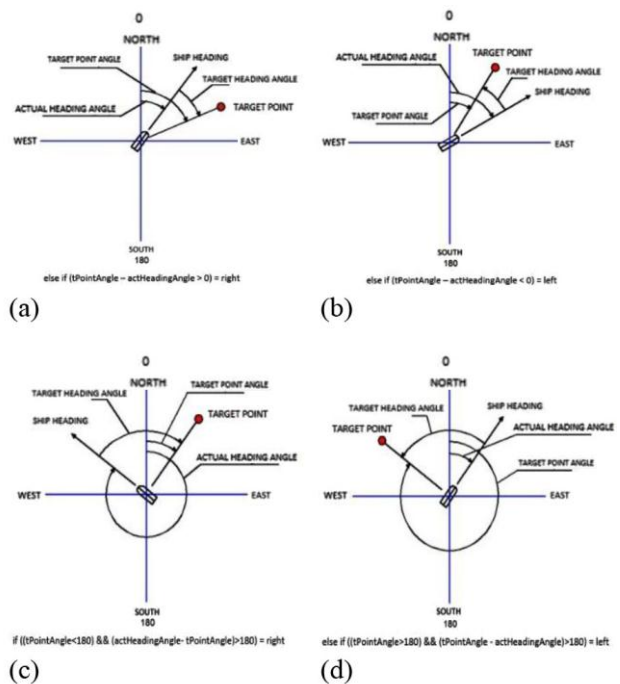 0
NORTH
TARGET POINT ANGLE
SHIP HEADING
TARGET HEADING ANGLE
ACTUAL HEADING ANGLE
TARGET POINT
WEST
EAST
SOUTH
180
else if (tPointAngle – actHeadingAngle > 0) = right
(a)
0
NORTH
TARGET POINT
ACTUAL HEADING ANGLE
TARGET HEADING ANGLE
SHIP HEADING
TARGET POINT ANGLE
WEST
EAST
SOUTH
180
else if (tPointAngle – actHeadingAngle < 0) = left
(b)
0
NORTH
TARGET HEADING ANGLE
TARGET POINT ANGLE
SHIP HEADING
TARGET POINT
ACTUAL HEADING ANGLE
WEST
EAST
SOUTH
180
if ((tPointAngle<180) && (actHeadingAngle- tPointAngle)>180) = right
(c)
0
NORTH
TARGET HEADING ANGLE
SHIP HEADING
TARGET POINT
ACTUAL HEADING ANGLE
TARGET POINT ANGLE
WEST
EAST
SOUTH
180
else if ((tPointAngle>180) && (tPointAngle - actHeadingAngle)>180) = left
(d)